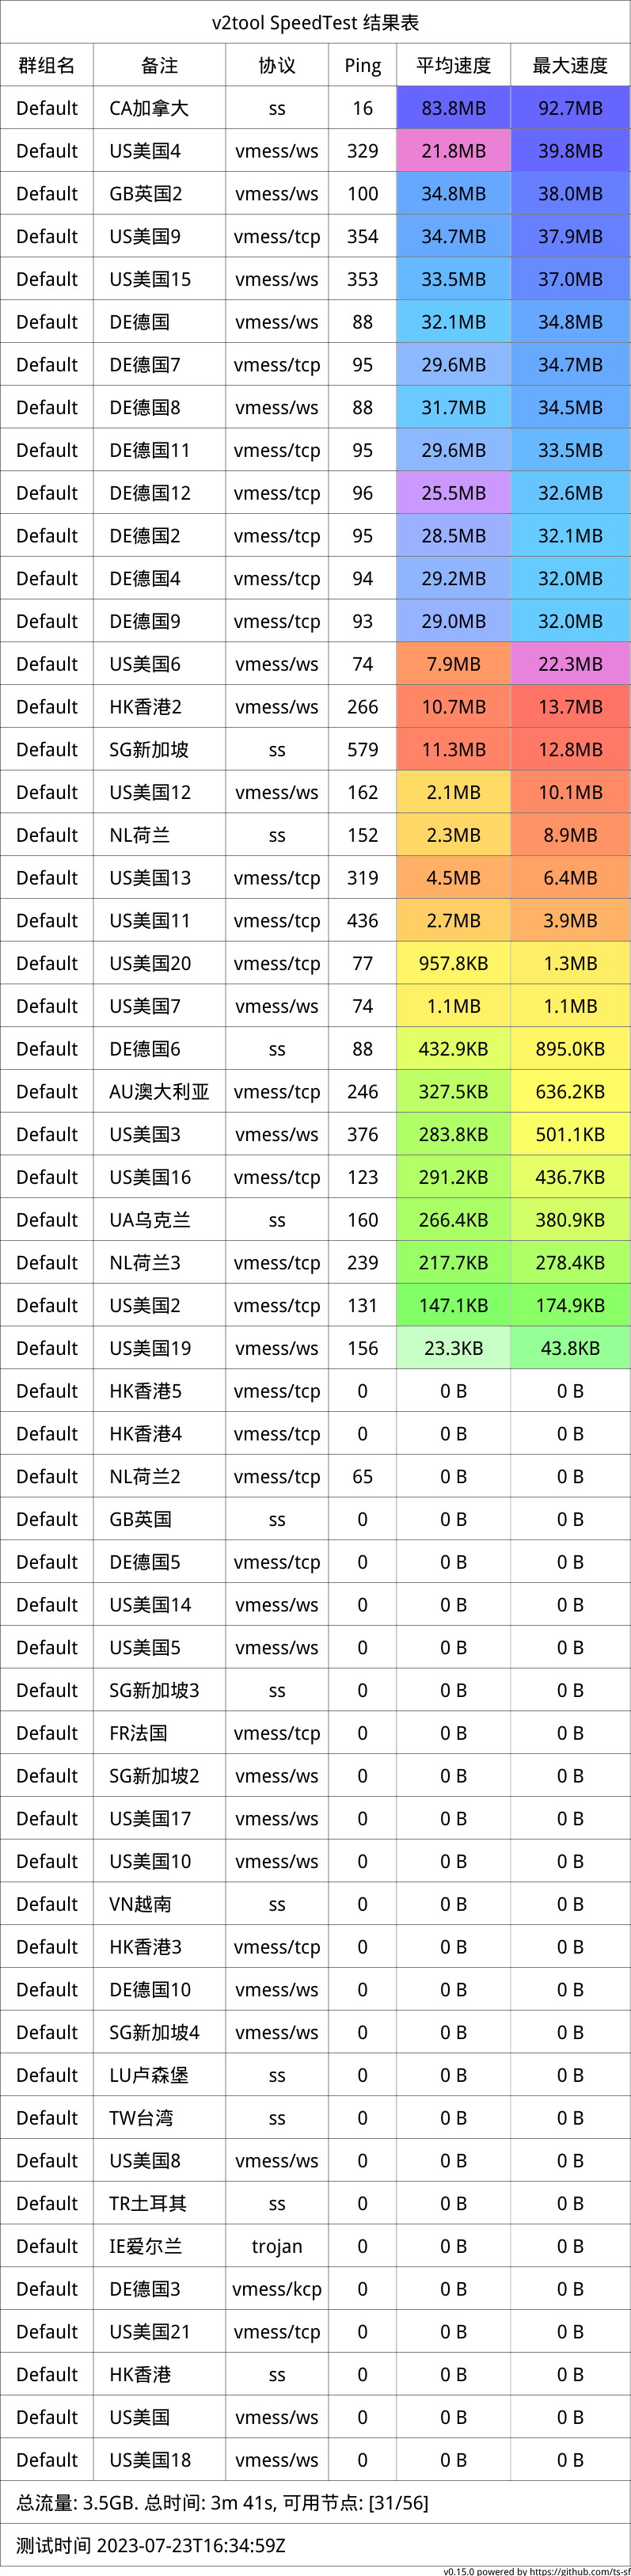 v2tool SpeedTest 结果表
群组名 备注 协议 Ping 平均速度 最大速度
Default CA加拿大 ss 16 83.8MB 92.7MB
Default US美国4 vmess/ws 329 21.8MB 39.8MB
Default GB英国2 vmess/ws 100 34.8MB 38.0MB
Default US美国9 vmess/tcp 354 34.7MB 37.9MB
Default US美国15 vmess/ws 353 33.5MB 37.0MB
Default DE德国 vmess/ws 88 32.1MB 34.8MB
Default DE德国7 vmess/tcp 95 29.6MB 34.7MB
Default DE德国8 vmess/ws 88 31.7MB 34.5MB
Default DE德国11 vmess/tcp 95 29.6MB 33.5MB
Default DE德国12 vmess/tcp 96 25.5MB 32.6MB
Default DE德国2 vmess/tcp 95 28.5MB 32.1MB
Default DE德国4 vmess/tcp 94 29.2MB 32.0MB
Default DE德国9 vmess/tcp 93 29.0MB 32.0MB
Default US美国6 vmess/ws 74 7.9MB 22.3MB
Default HK香港2 vmess/ws 266 10.7MB 13.7MB
Default SG新加坡 ss 579 11.3MB 12.8MB
Default US美国12 vmess/ws 162 2.1MB 10.1MB
Default NL荷兰 ss 152 2.3MB 8.9MB
Default US美国13 vmess/tcp 319 4.5MB 6.4MB
Default US美国11 vmess/tcp 436 2.7MB 3.9MB
Default US美国20 vmess/tcp 77 957.8KB 1.3MB
Default US美国7 vmess/ws 74 1.1MB 1.1MB
Default DE德国6 ss 88 432.9KB 895.0KB
Default AU澳大利亚 vmess/tcp 246 327.5KB 636.2KB
Default US美国3 vmess/ws 376 283.8KB 501.1KB
Default US美国16 vmess/tcp 123 291.2KB 436.7KB
Default UA乌克兰 ss 160 266.4KB 380.9KB
Default NL荷兰3 vmess/tcp 239 217.7KB 278.4KB
Default US美国2 vmess/tcp 131 147.1KB 174.9KB
Default US美国19 vmess/ws 156 23.3KB 43.8KB
Default HK香港5 vmess/tcp 0 0 B 0 B
Default HK香港4 vmess/tcp 0 0 B 0 B
Default NL荷兰2 vmess/tcp 65 0 B 0 B
Default GB英国 ss 0 0 B 0 B
Default DE德国5 vmess/tcp 0 0 B 0 B
Default US美国14 vmess/ws 0 0 B 0 B
Default US美国5 vmess/ws 0 0 B 0 B
Default SG新加坡3 ss 0 0 B 0 B
Default FR法国 vmess/tcp 0 0 B 0 B
Default SG新加坡2 vmess/ws 0 0 B 0 B
Default US美国17 vmess/ws 0 0 B 0 B
Default US美国10 vmess/ws 0 0 B 0 B
Default VN越南 ss 0 0 B 0 B
Default HK香港3 vmess/tcp 0 0 B 0 B
Default DE德国10 vmess/ws 0 0 B 0 B
Default SG新加坡4 vmess/ws 0 0 B 0 B
Default LU卢森堡 ss 0 0 B 0 B
Default TW台湾 ss 0 0 B 0 B
Default US美国8 vmess/ws 0 0 B 0 B
Default TR土耳其 ss 0 0 B 0 B
Default IE爱尔兰 trojan 0 0 B 0 B
Default DE德国3 vmess/kcp 0 0 B 0 B
Default US美国21 vmess/tcp 0 0 B 0 B
Default HK香港 ss 0 0 B 0 B
Default US美国 vmess/ws 0 0 B 0 B
Default US美国18 vmess/ws 0 0 B 0 B
总流量: 3.5GB. 总时间: 3m 41s, 可用节点: [31/56]
测试时间 2023-07-23T16:34:59Z
v0.15.0 powered by https://github.com/ts-sf